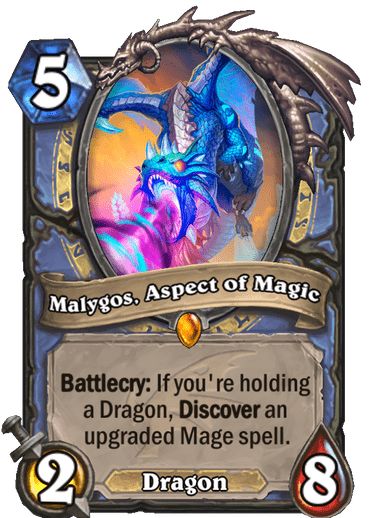 5
Malygos, Aspect of Magic
Battlecry: If you're holding
a Dragon, Discover an
upgraded Mage spell.
2
Dragon
8